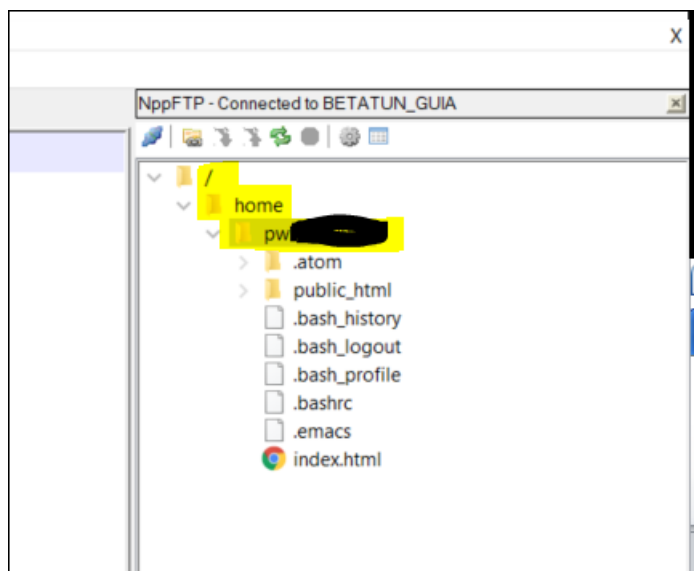 X
NppFTP - Connected to BETATUN_GUIA
/
home
.atom
public_html
.bash_history
.bash_logout
.bash_profile
.bashrc
.emacs
index.html